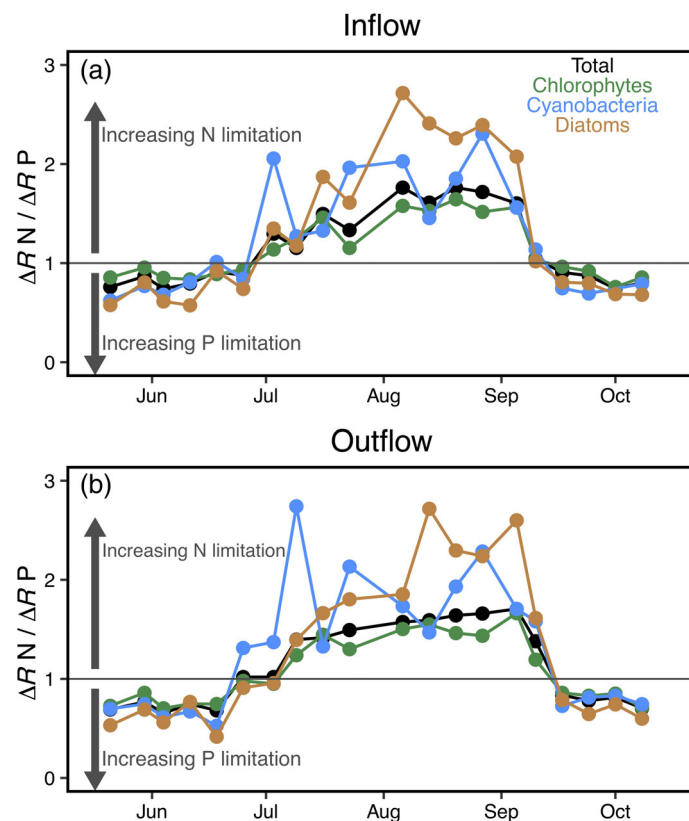 Inflow
(a)
Total
Chlorophytes
Cyanobacteria
Diatoms
Increasing N limitation
Increasing P limitation
ΔR N / ΔR P
3
2
1
0
Jun Jul Aug Sep Oct
Outflow
(b)
Increasing N limitation
Increasing P limitation
ΔR N / ΔR P
3
2
1
0
Jun Jul Aug Sep Oct